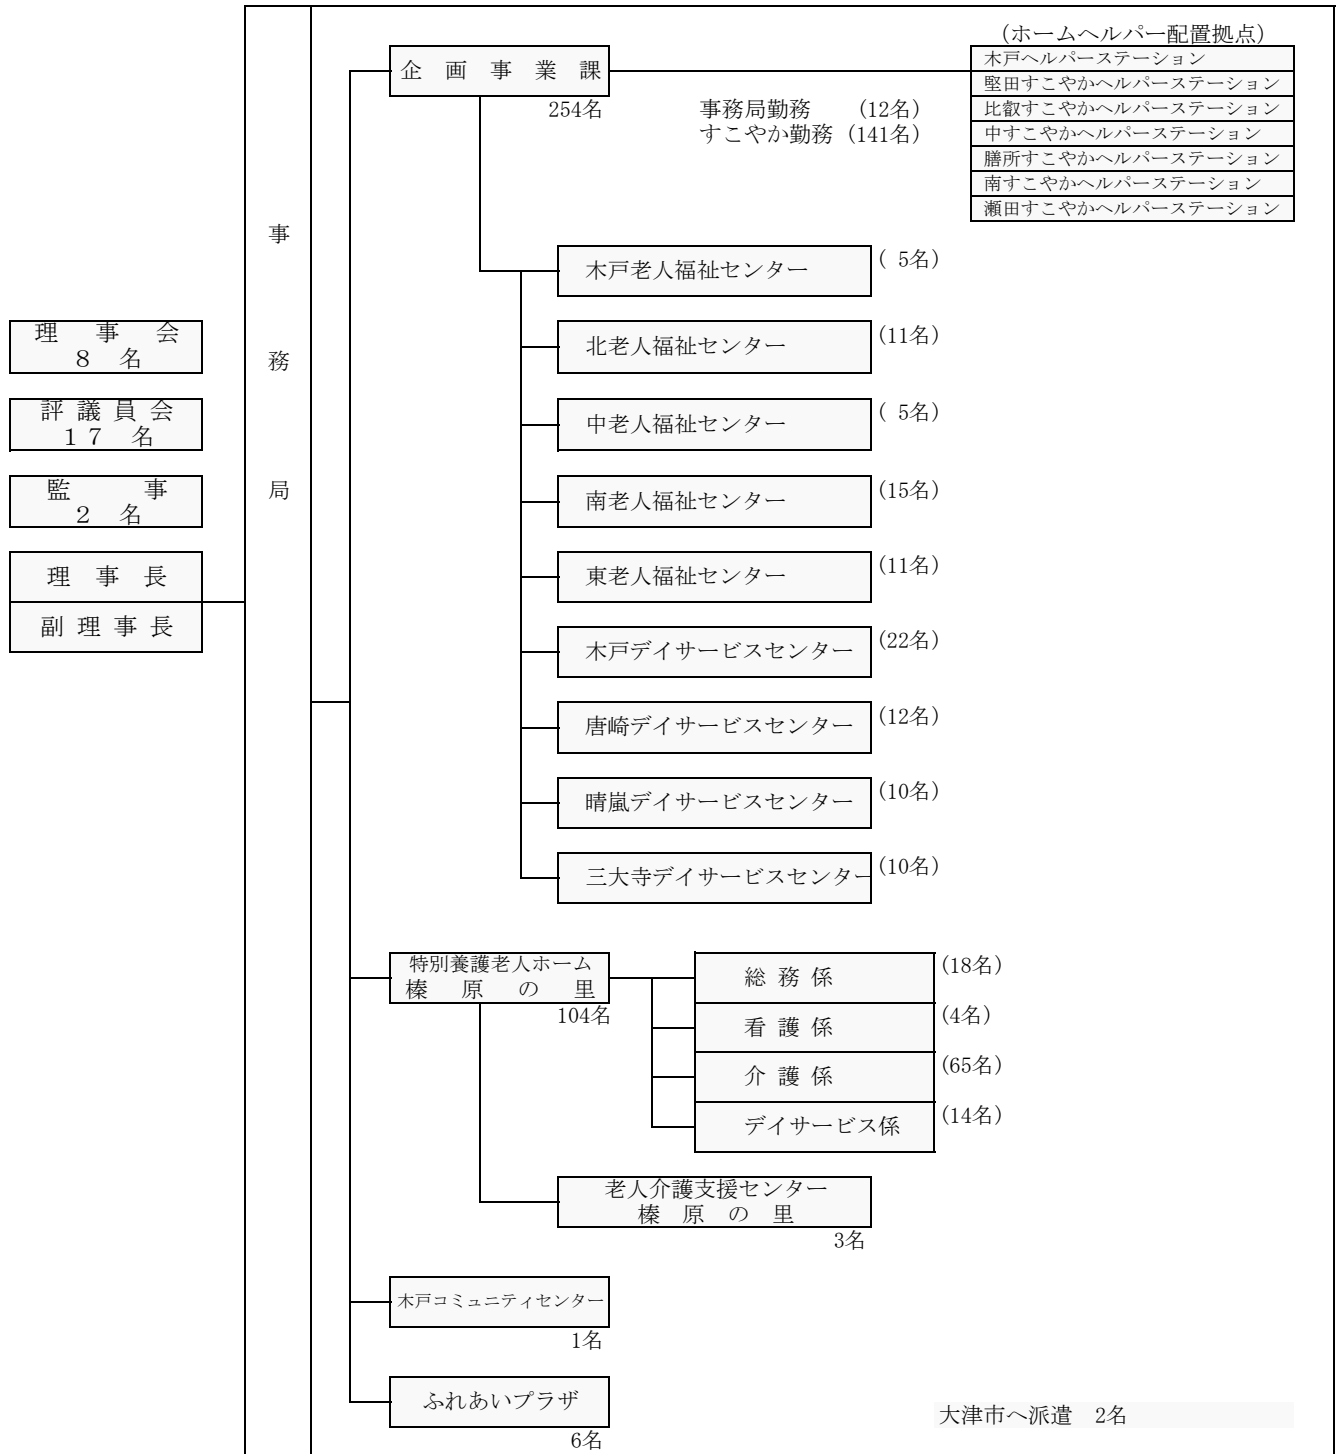 理事会
８名
評議員会
１７名
監事
２名
理事長
副理事長
事務局
企画事業課
254名
事務局勤務 (12名)
すこやか勤務 (141名)
(ホームヘルパー配置拠点)
木戸ヘルパーステーション
堅田すこやかヘルパーステーション
比叡すこやかヘルパーステーション
中すこやかヘルパーステーション
膳所すこやかヘルパーステーション
南すこやかヘルパーステーション
瀬田すこやかヘルパーステーション
木戸老人福祉センター ( 5名)
北老人福祉センター (11名)
中老人福祉センター ( 5名)
南老人福祉センター (15名)
東老人福祉センター (11名)
木戸デイサービスセンター (22名)
唐崎デイサービスセンター (12名)
晴嵐デイサービスセンター (10名)
三大寺デイサービスセンター (10名)
特別養護老人ホーム
榛原の里
104名
総務係 (18名)
看護係 (4名)
介護係 (65名)
デイサービス係 (14名)
老人介護支援センター
榛原の里
3名
木戸コミュニティセンター
1名
ふれあいプラザ
6名
大津市へ派遣 2名